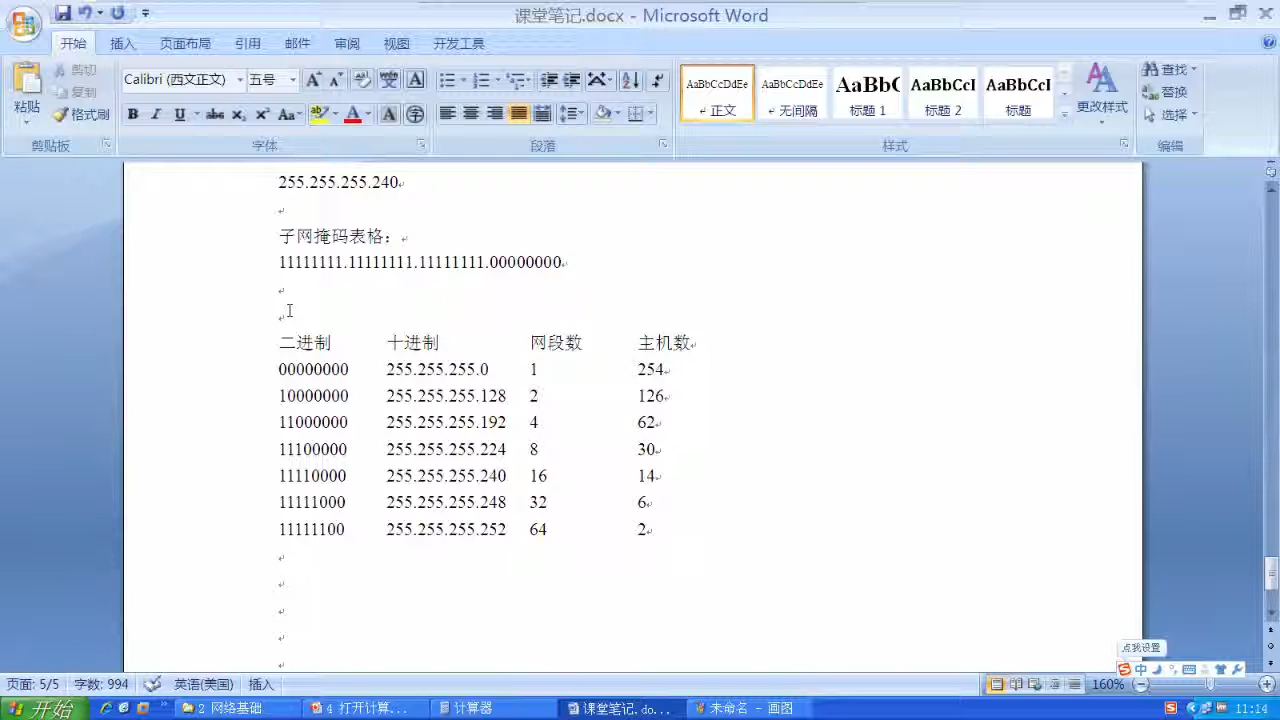 课堂笔记.docx - Microsoft Word
开始 插入 页面布局 引用 邮件 审阅 视图 开发工具
粘贴 剪切 复制 格式刷
Calibri (西文正文) 五号
AaBbCcDdEe AaBbCcDdEe AaBbC AaBbCcI AaBbCcI
正文 无间隔 标题 1 标题 2 标题
更改样式
查找 替换 选择
剪贴板 字体 段落 样式 编辑
255.255.255.240
子网掩码表格：
11111111.11111111.11111111.00000000
二进制 十进制 网段数 主机数
00000000 255.255.255.0 1 254
10000000 255.255.255.128 2 126
11000000 255.255.255.192 4 62
11100000 255.255.255.224 8 30
11110000 255.255.255.240 16 14
11111000 255.255.255.248 32 6
11111100 255.255.255.252 64 2
点我设置
中
页面: 5/5 字数: 994 英语(美国) 插入 160%
开始 2 网络基础 4 打开计算... 计算器 课堂笔记.do... 未命名 - 画图 11:14